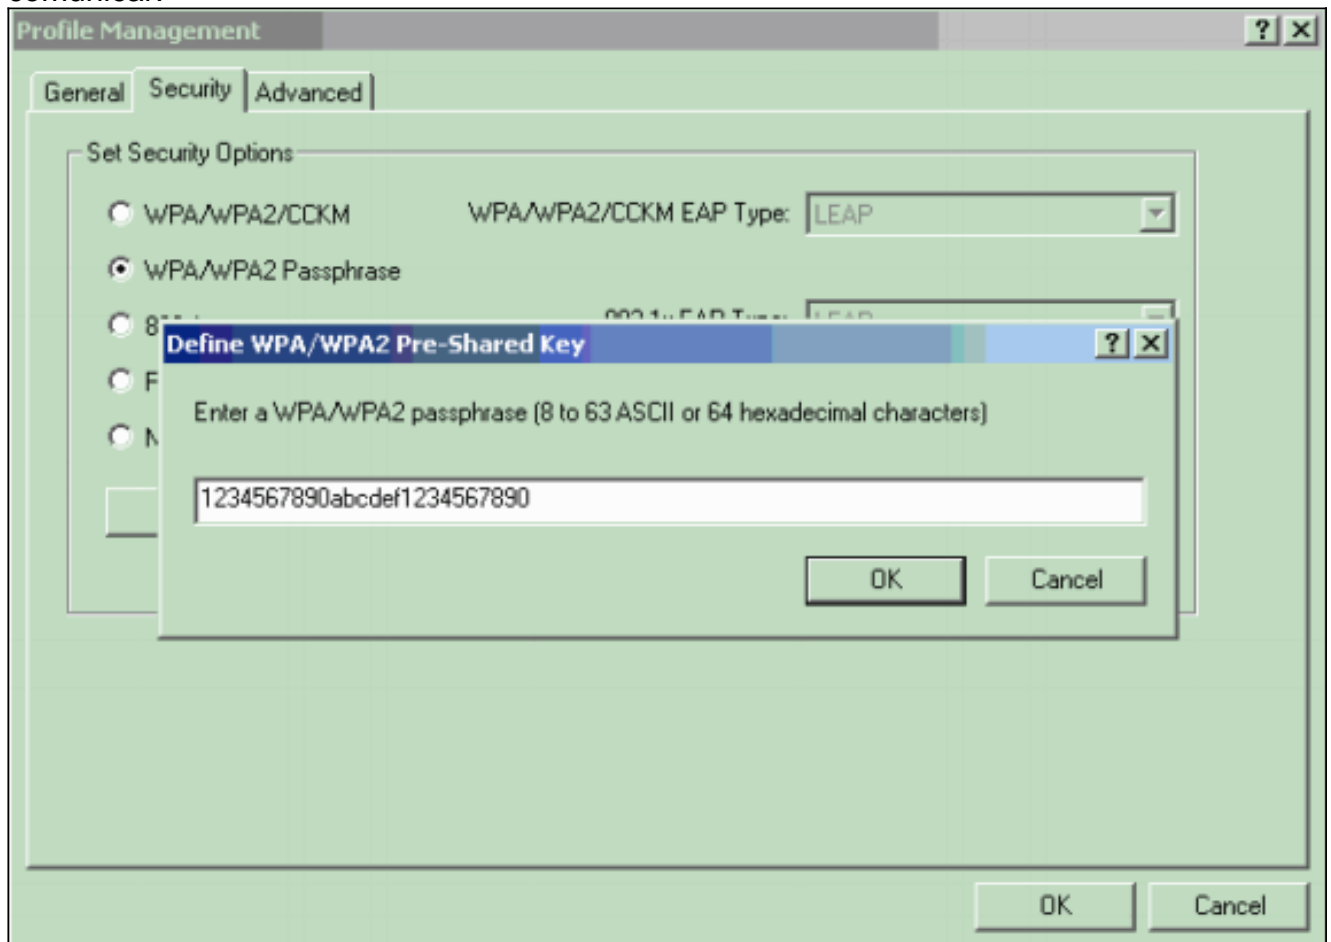 Profile Management
General Security Advanced
Set Security Options
WPA/WPA2/CCKM WPA/WPA2/CCKM EAP Type: LEAP
WPA/WPA2 Passphrase
Define WPA/WPA2 Pre-Shared Key
Enter a WPA/WPA2 passphrase (8 to 63 ASCII or 64 hexadecimal characters)
1234567890abcdef1234567890
OK Cancel
OK Cancel